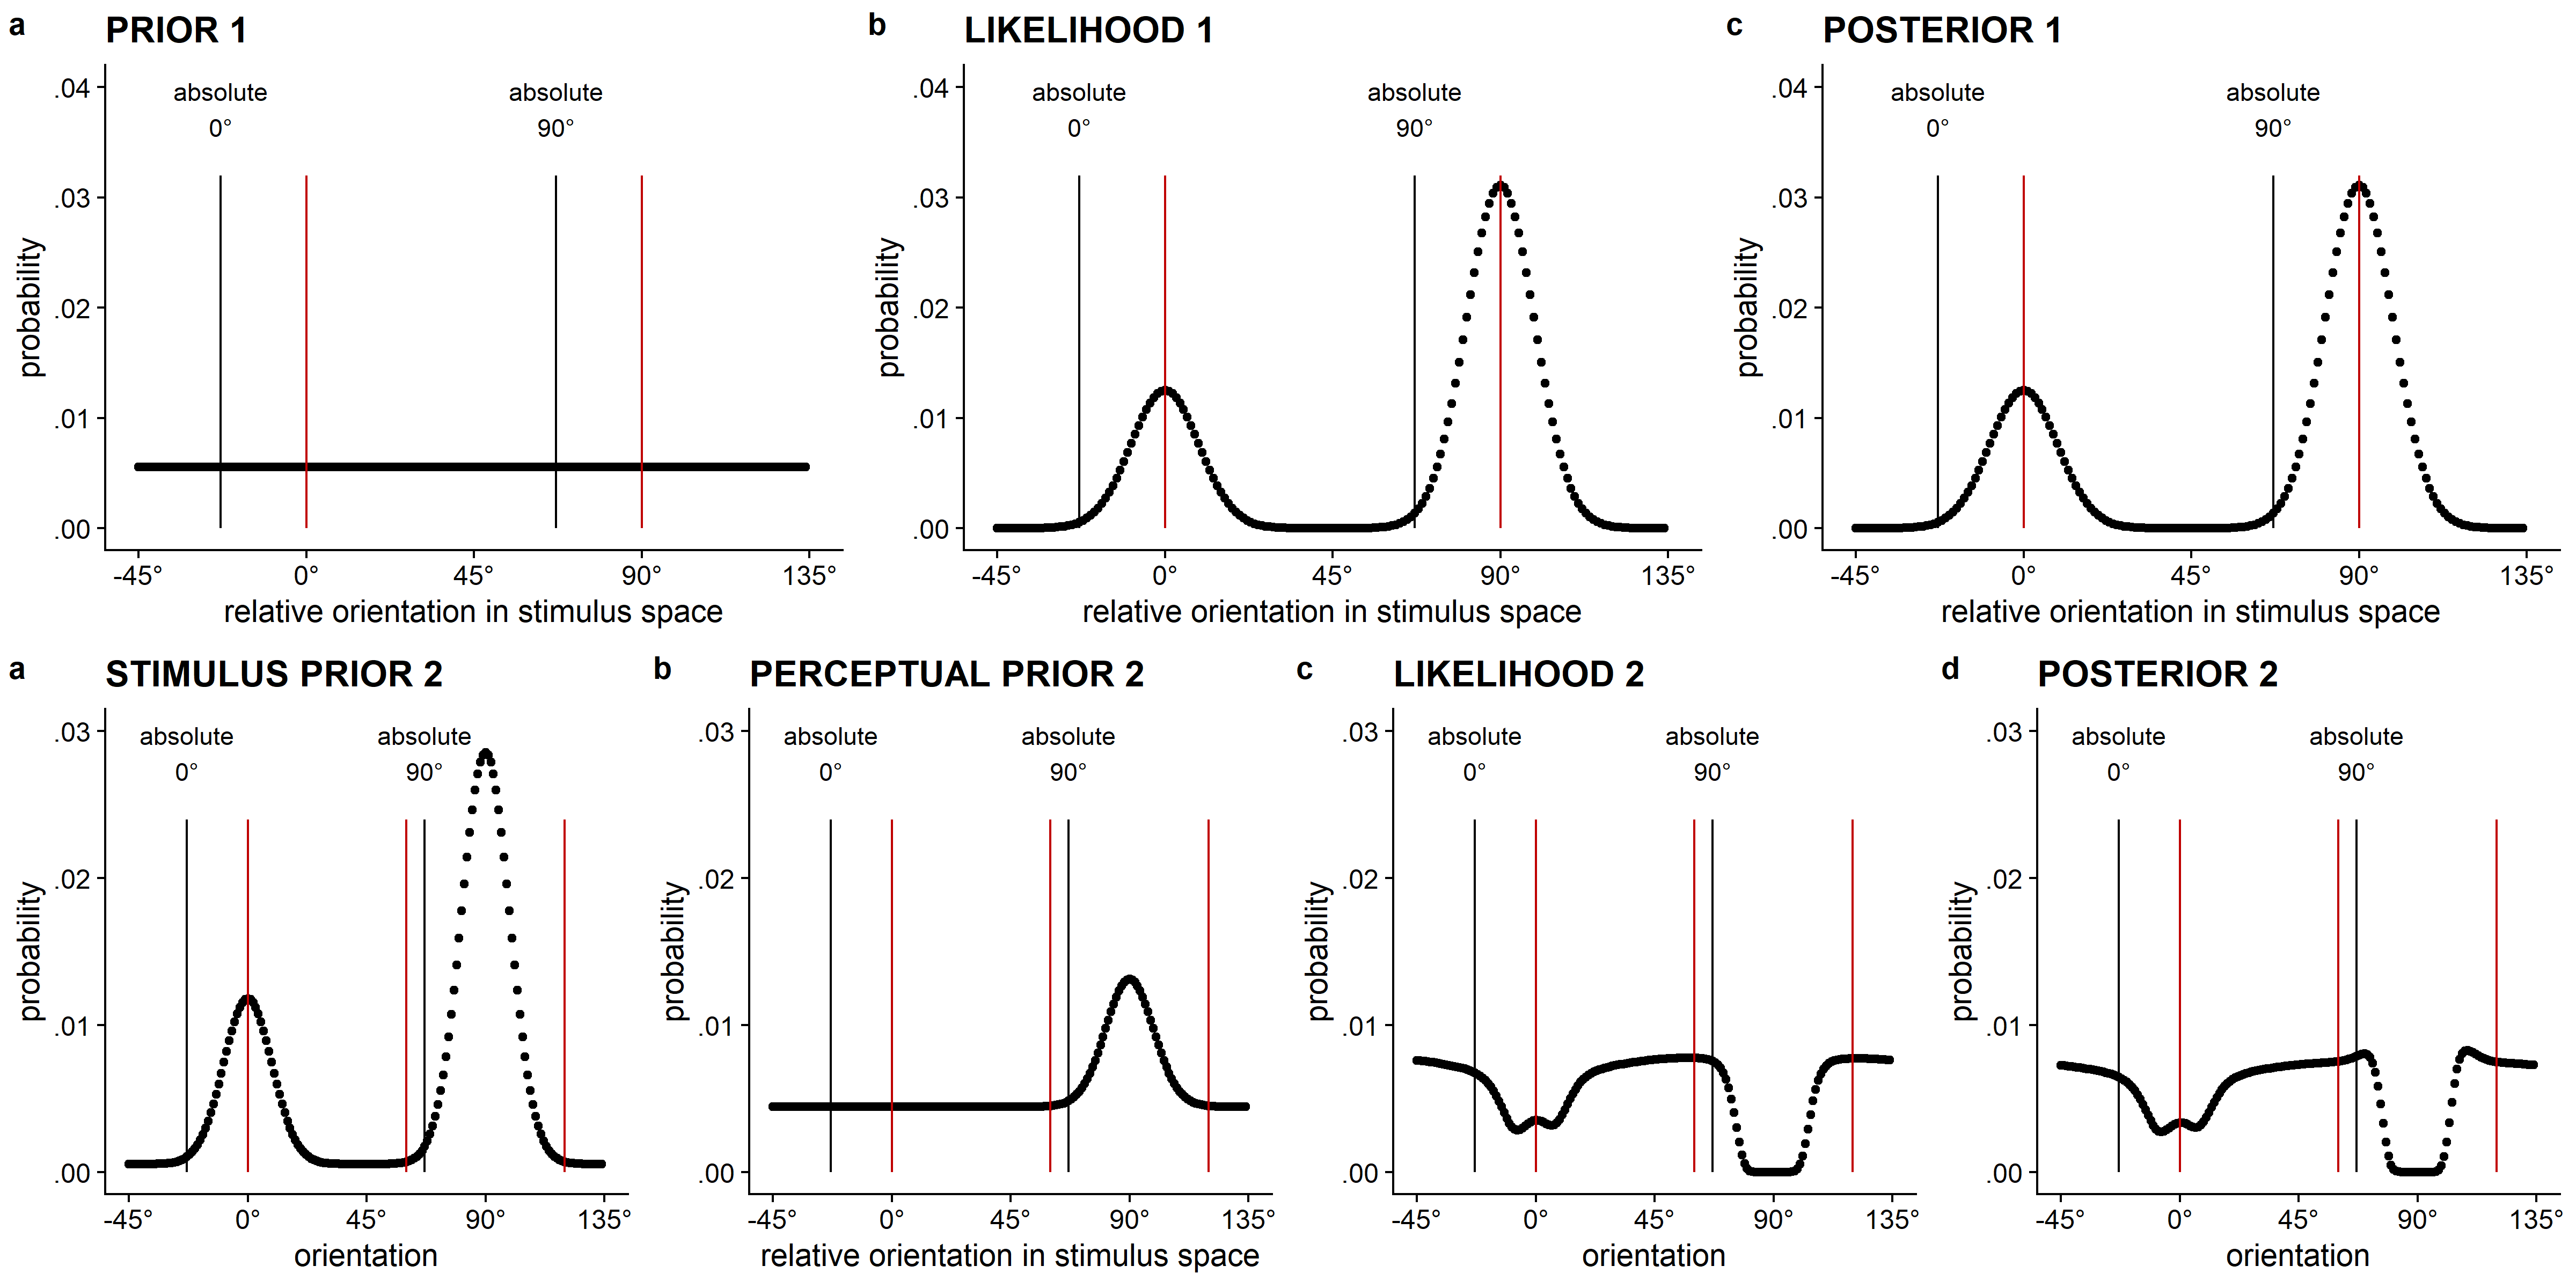 a PRIOR 1
.04
.03
.02
.01
.00
probability
absolute
0°
absolute
90°
-45° 0° 45° 90° 135°
relative orientation in stimulus space
b LIKELIHOOD 1
.04
.03
.02
.01
.00
probability
absolute
0°
absolute
90°
-45° 0° 45° 90° 135°
relative orientation in stimulus space
c POSTERIOR 1
.04
.03
.02
.01
.00
probability
absolute
0°
absolute
90°
-45° 0° 45° 90° 135°
relative orientation in stimulus space
a STIMULUS PRIOR 2
.03
.02
.01
.00
probability
absolute
0°
absolute
90°
-45° 0° 45° 90° 135°
orientation
b PERCEPTUAL PRIOR 2
.03
.02
.01
.00
probability
absolute
0°
absolute
90°
-45° 0° 45° 90° 135°
relative orientation in stimulus space
c LIKELIHOOD 2
.03
.02
.01
.00
probability
absolute
0°
absolute
90°
-45° 0° 45° 90° 135°
orientation
d POSTERIOR 2
.03
.02
.01
.00
probability
absolute
0°
absolute
90°
-45° 0° 45° 90° 135°
orientation